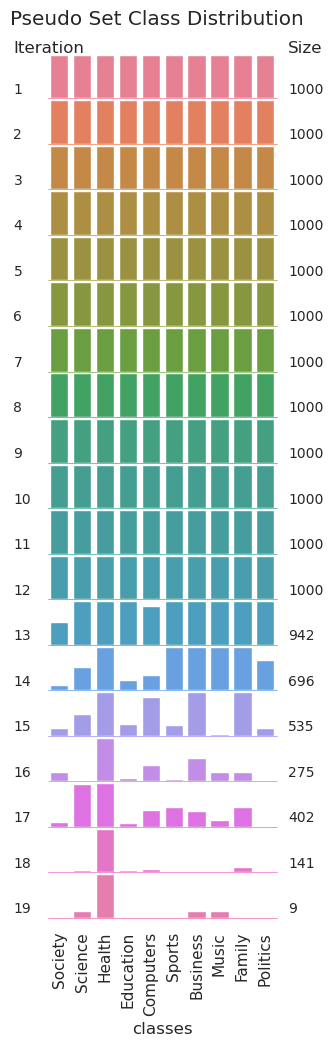 Pseudo Set Class Distribution
Iteration Size
1 1000
2 1000
3 1000
4 1000
5 1000
6 1000
7 1000
8 1000
9 1000
10 1000
11 1000
12 1000
13 942
14 696
15 535
16 275
17 402
18 141
19 9
Society
Science
Health
Education
Computers
Sports
Business
Music
Family
Politics
classes